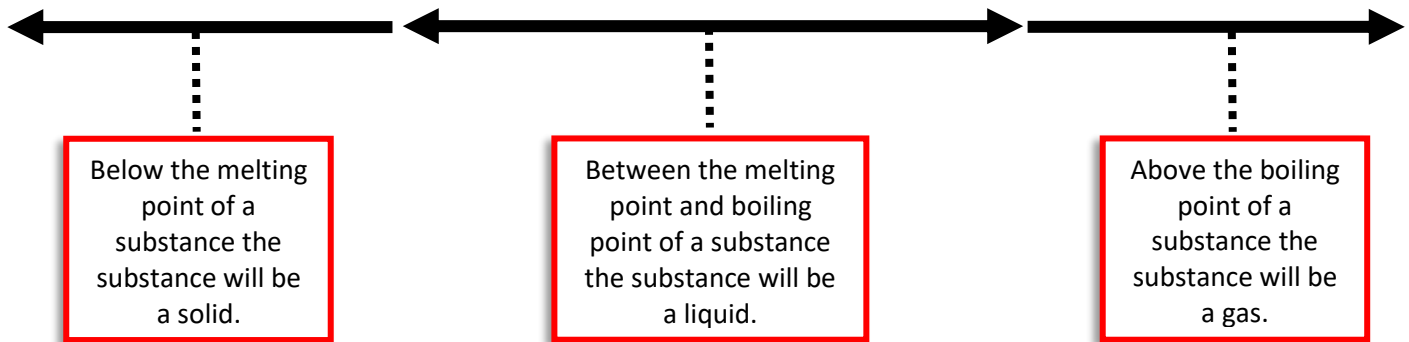 Below the melting
point of a
substance the
substance will be
a solid.
Between the melting
point and boiling
point of a substance
the substance will be
a liquid.
Above the boiling
point of a
substance the
substance will be
a gas.